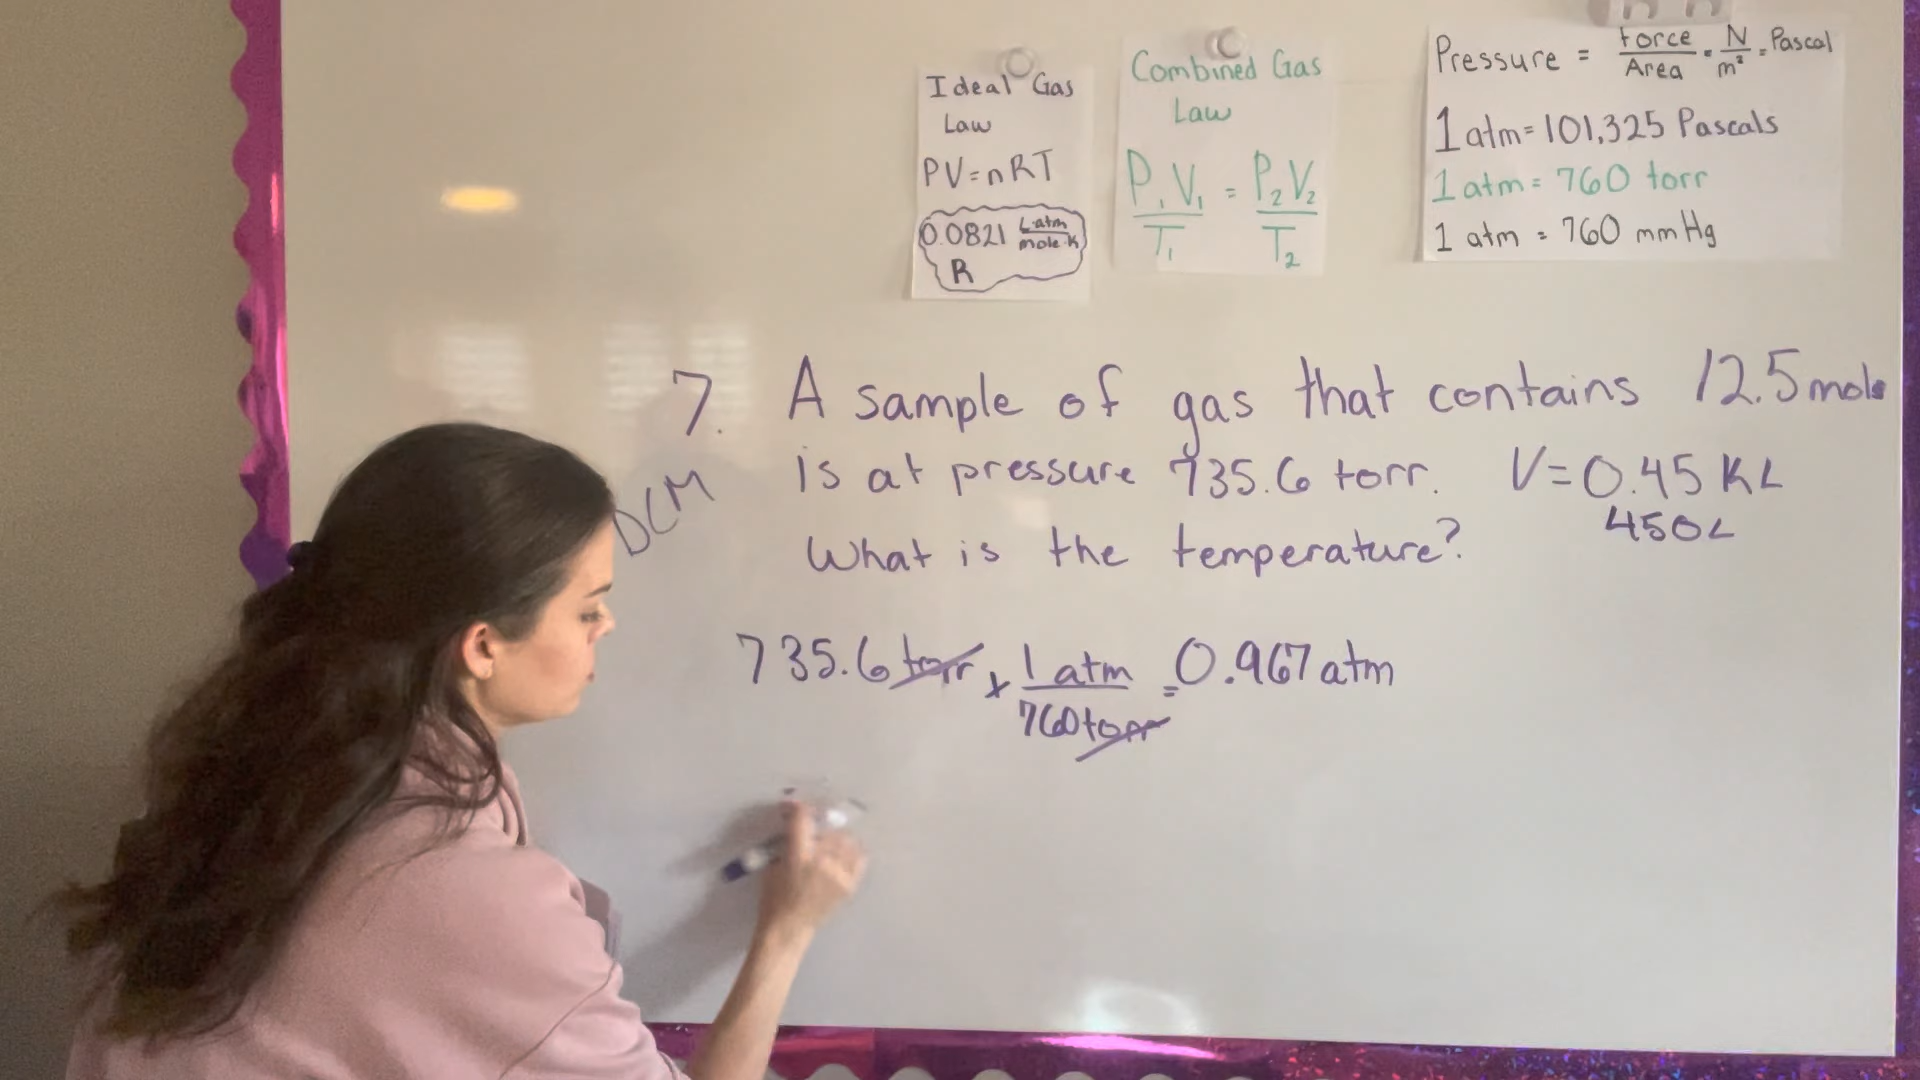 Ideal Gas
Law
PV=nRT
0.0821 L·atm
mole·K
R
Combined Gas
Law
P₁V₁ = P₂V₂
T₁ T₂
Pressure = Force = N = Pascal
Area m²
1 atm = 101,325 Pascals
1 atm = 760 torr
1 atm = 760 mmHg
7. A sample of gas that contains 12.5 mole
is at pressure 735.6 torr. V=0.45 KL
450L
What is the temperature?
735.6 torr x 1 atm = 0.967 atm
760 torr